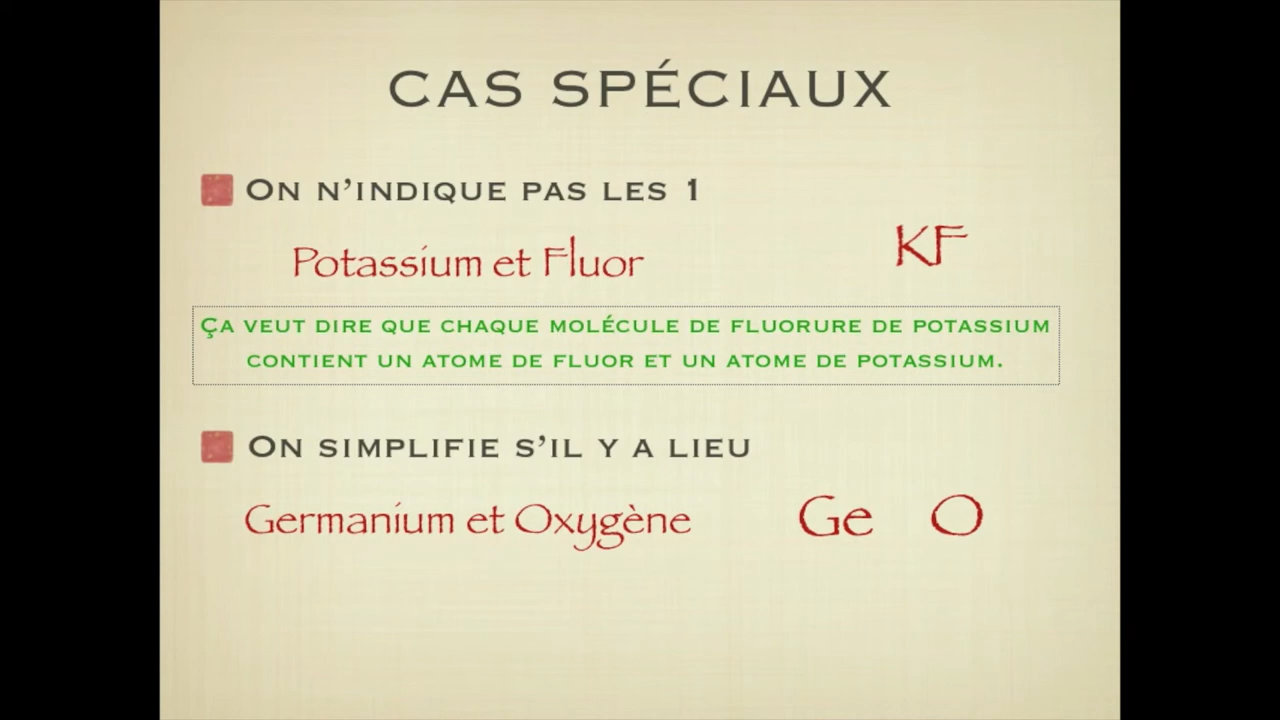 CAS SPÉCIAUX
ON N'INDIQUE PAS LES 1
Potassium et Fluor
KF
ÇA VEUT DIRE QUE CHAQUE MOLÉCULE DE FLUORURE DE POTASSIUM
CONTIENT UN ATOME DE FLUOR ET UN ATOME DE POTASSIUM.
ON SIMPLIFIE S'IL Y A LIEU
Germanium et Oxygène
Ge O